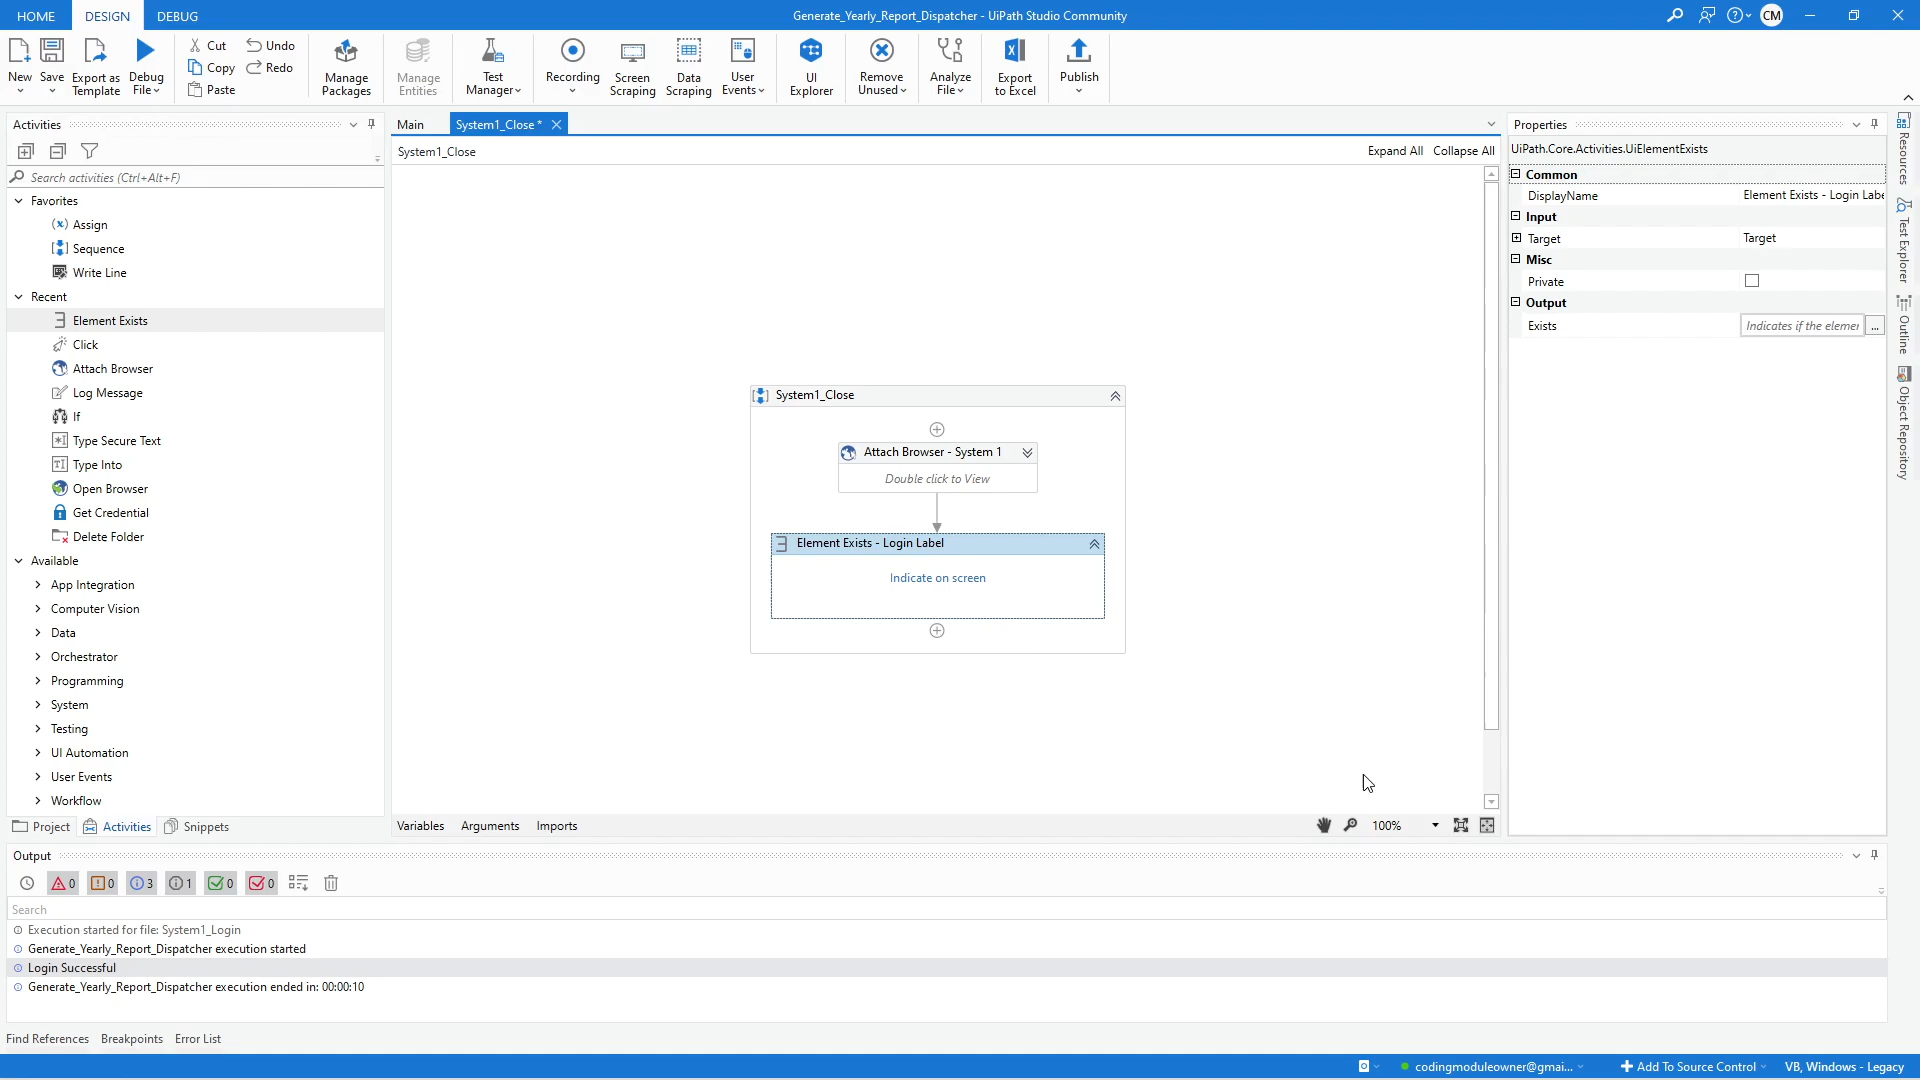 HOME DESIGN DEBUG
Generate_Yearly_Report_Dispatcher - UiPath Studio Community
CM
New
Save
Export as Template
Debug File
Cut
Copy
Paste
Undo
Redo
Manage Packages
Manage Entities
Test Manager
Recording
Screen Scraping
Data Scraping
User Events
UI Explorer
Remove Unused
Analyze File
Export to Excel
Publish
Activities
Search activities (Ctrl+Alt+F)
Favorites
Assign
Sequence
Write Line
Recent
Element Exists
Click
Attach Browser
Log Message
If
Type Secure Text
Type Into
Open Browser
Get Credential
Delete Folder
Available
App Integration
Computer Vision
Data
Orchestrator
Programming
System
Testing
UI Automation
User Events
Workflow
Project Activities Snippets
Main System1_Close *
System1_Close
Expand All Collapse All
System1_Close
Attach Browser - System 1
Double click to View
Element Exists - Login Label
Indicate on screen
Variables Arguments Imports
100%
Properties
UiPath.Core.Activities.UiElementExists
Common
DisplayName Element Exists - Login Labe
Input
Target Target
Misc
Private
Output
Exists Indicates if the elemer ...
Resources
Test Explorer
Outline
Object Repository
Output
0 0 3 1 0 0
Search
Execution started for file: System1_Login
Generate_Yearly_Report_Dispatcher execution started
Login Successful
Generate_Yearly_Report_Dispatcher execution ended in: 00:00:10
Find References Breakpoints Error List
codingmoduleowner@gmai...
Add To Source Control
VB, Windows - Legacy